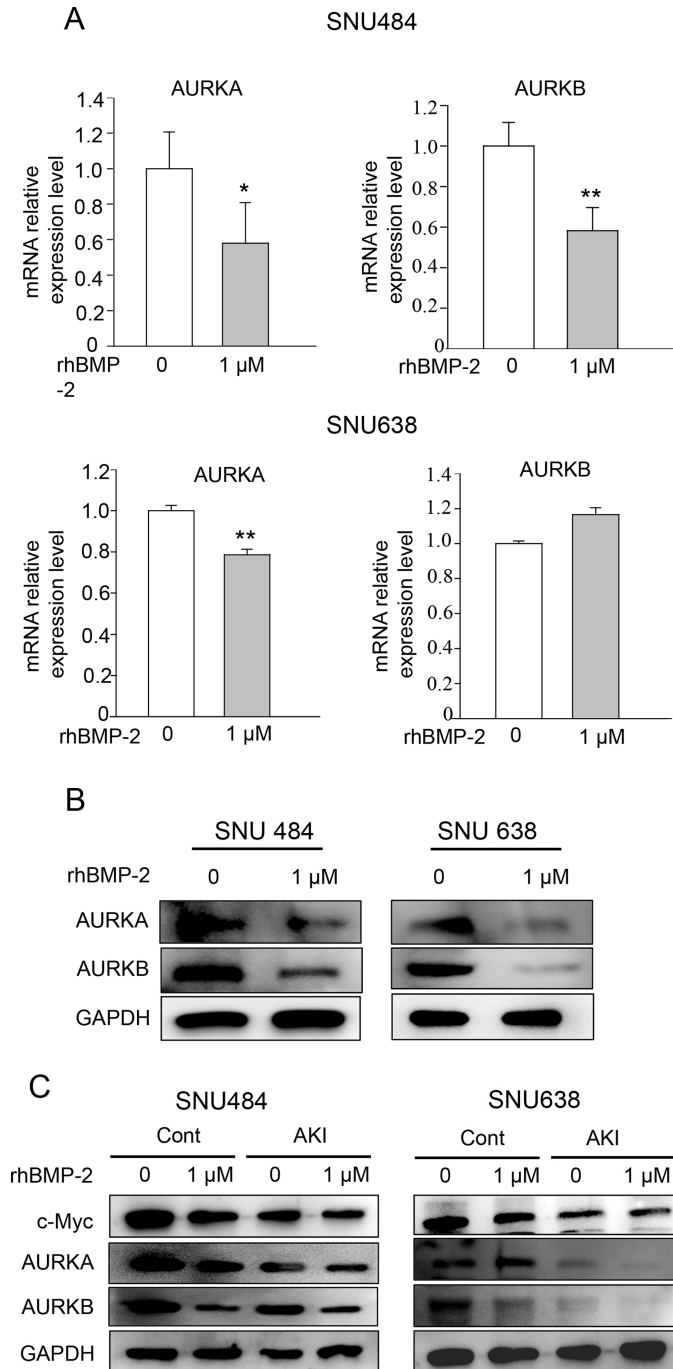 A
SNU484
AURKA
AURKB
mRNA relative
expression level
1.4
1.2
1.0
0.8
0.6
0.4
0.2
0
*
rhBMP
-2
0
1 µM
mRNA relative
expression level
1.2
1.0
0.8
0.6
0.4
0.2
0
**
rhBMP-2
0
1 µM
SNU638
AURKA
AURKB
mRNA relative
expression level
1.2
1.0
0.8
0.6
0.4
0.2
0
**
rhBMP-2
0
1 µM
mRNA relative
expression level
1.4
1.2
1.0
0.8
0.6
0.4
0.2
0
rhBMP-2
0
1 µM
B
SNU 484 SNU 638
rhBMP-2 0 1 µM 0 1 µM
AURKA
AURKB
GAPDH
C
SNU484 SNU638
Cont AKI Cont AKI
rhBMP-2 0 1 µM 0 1 µM 0 1 µM 0 1 µM
c-Myc
AURKA
AURKB
GAPDH